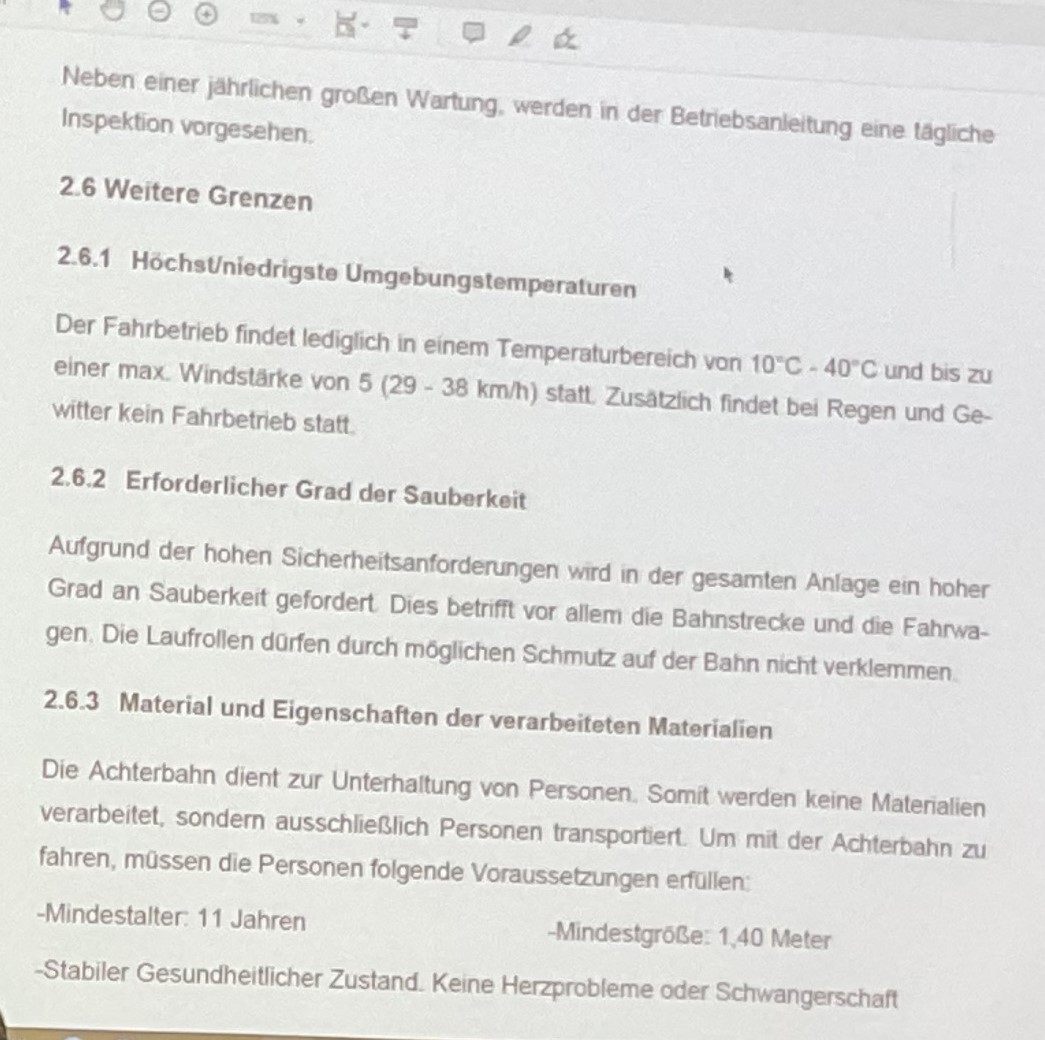 Neben einer jährlichen großen Wartung, werden in der Betriebsanleitung eine tägliche
Inspektion vorgesehen.
2.6 Weitere Grenzen
2.6.1 Höchst/niedrigste Umgebungstemperaturen
Der Fahrbetrieb findet lediglich in einem Temperaturbereich von 10°C - 40°C und bis zu
einer max. Windstärke von 5 (29 - 38 km/h) statt. Zusätzlich findet bei Regen und Ge-
witter kein Fahrbetrieb statt.
2.6.2 Erforderlicher Grad der Sauberkeit
Aufgrund der hohen Sicherheitsanforderungen wird in der gesamten Anlage ein hoher
Grad an Sauberkeit gefordert. Dies betrifft vor allem die Bahnstrecke und die Fahrwa-
gen. Die Laufrollen dürfen durch möglichen Schmutz auf der Bahn nicht verklemmen.
2.6.3 Material und Eigenschaften der verarbeiteten Materialien
Die Achterbahn dient zur Unterhaltung von Personen. Somit werden keine Materialien
verarbeitet, sondern ausschließlich Personen transportiert. Um mit der Achterbahn zu
fahren, müssen die Personen folgende Voraussetzungen erfüllen:
-Mindestalter: 11 Jahren -Mindestgröße: 1,40 Meter
-Stabiler Gesundheitlicher Zustand. Keine Herzprobleme oder Schwangerschaft